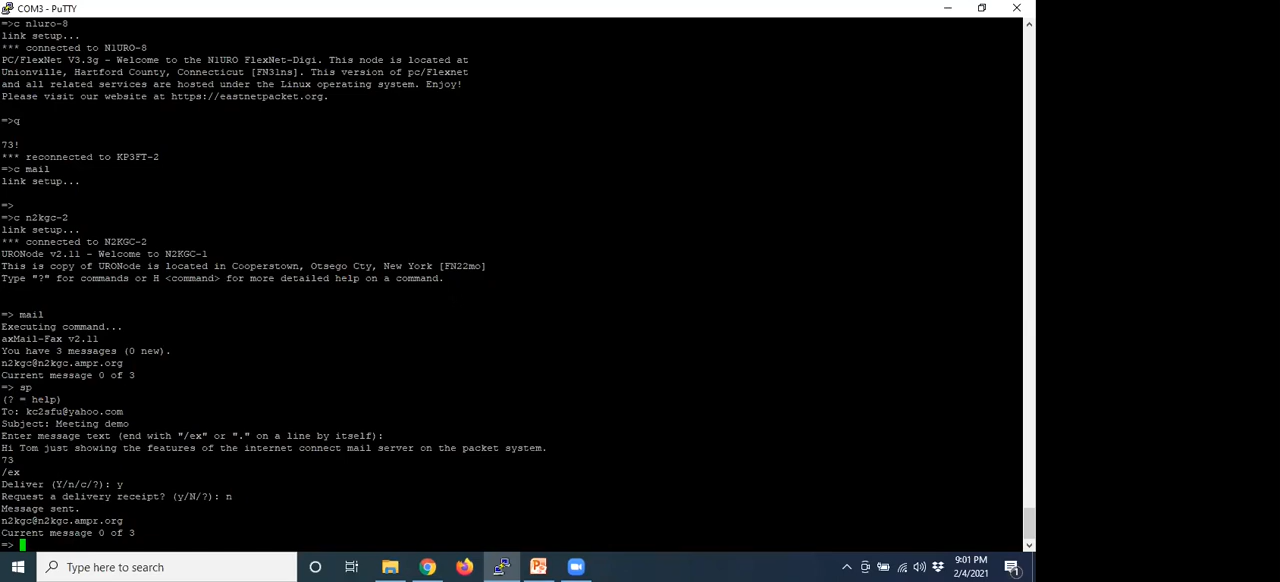 COM3 - PuTTY
=>c n1uro-8
link setup...
*** connected to N1URO-8
PC/FlexNet V3.3g - Welcome to the N1URO FlexNet-Digi. This node is located at
Unionville, Hartford County, Connecticut [FN31ns]. This version of pc/Flexnet
and all related services are hosted under the Linux operating system. Enjoy!
Please visit our website at https://eastnetpacket.org.
=>q
73!
*** reconnected to KP3FT-2
=>c mail
link setup...
=>
=>c n2kgc-2
link setup...
*** connected to N2KGC-2
URONode v2.11 - Welcome to N2KGC-1
This is copy of URONode is located in Cooperstown, Otsego Cty, New York [FN22mo]
Type "?" for commands or H <command> for more detailed help on a command.
=> mail
Executing command...
axMail-Fax v2.11
You have 3 messages (0 new).
n2kgc@n2kgc.ampr.org
Current message 0 of 3
=> sp
(? = help)
To: kc2sfu@yahoo.com
Subject: Meeting demo
Enter message text (end with "/ex" or "." on a line by itself):
Hi Tom just showing the features of the internet connect mail server on the packet system.
73
/ex
Deliver (Y/n/c/?): y
Request a delivery receipt? (y/N/?): n
Message sent.
n2kgc@n2kgc.ampr.org
Current message 0 of 3
=>
Type here to search
9:01 PM
2/4/2021
1